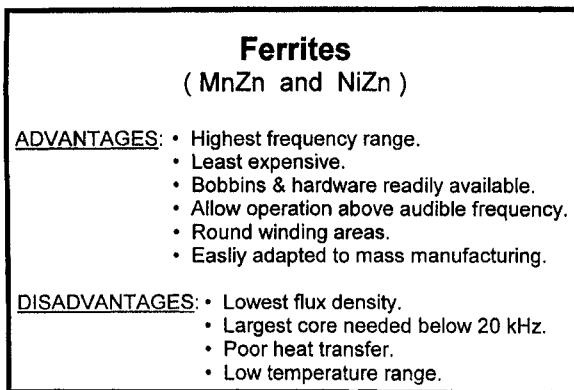 Ferrites
( MnZn and NiZn )
ADVANTAGES: • Highest frequency range.
• Least expensive.
• Bobbins & hardware readily available.
• Allow operation above audible frequency.
• Round winding areas.
• Easliy adapted to mass manufacturing.
DISADVANTAGES: • Lowest flux density.
• Largest core needed below 20 kHz.
• Poor heat transfer.
• Low temperature range.